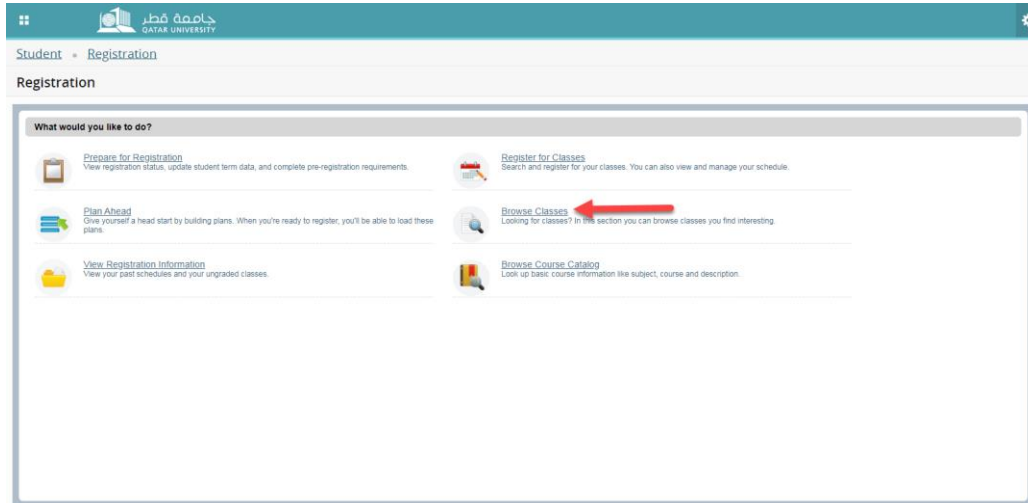 جامعة قطر
QATAR UNIVERSITY
Student • Registration
Registration
What would you like to do?
Prepare for Registration
View registration status, update student term data, and complete pre-registration requirements.
Register for Classes
Search and register for your classes. You can also view and manage your schedule.
Plan Ahead
Give yourself a head start by building plans. When you're ready to register, you'll be able to load these
plans.
Browse Classes
Looking for classes? In this section you can browse classes you find interesting.
View Registration Information
View your past schedules and your ungraded classes.
Browse Course Catalog
Look up basic course information like subject, course and description.